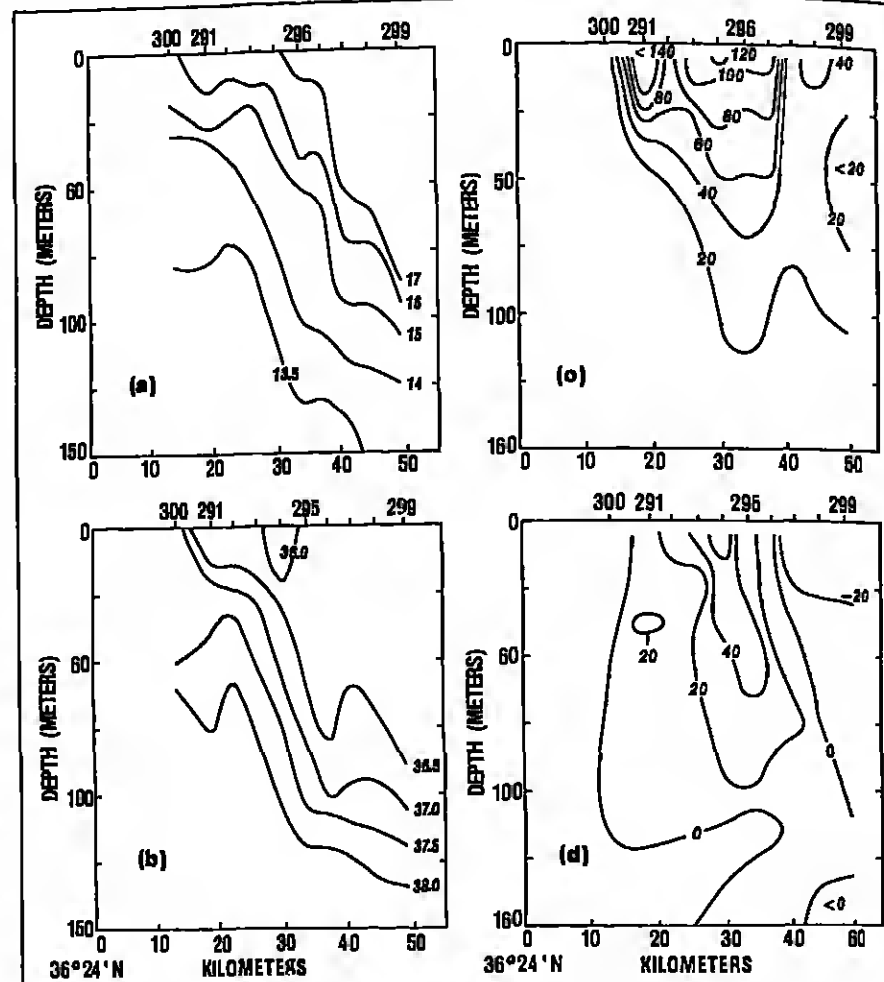 300 291 296 299
0
60
100
150
DEPTH (METERS)
17
16
15
14
13.5
(a)
0 10 20 30 40 50
300 291 296 299
0
50
100
160
DEPTH (METERS)
<140
120
100
80
80
60
40
40
20
<20
20
(c)
0 10 20 30 40 50
300 291 295 299
0
60
100
150
DEPTH (METERS)
36.0
36.5
37.0
37.5
38.0
(b)
0 10 20 30 40 50
36°24'N KILOMETERS
300 291 295 299
0
50
100
160
DEPTH (METERS)
-20
20
40
20
0
0
<0
(d)
0 10 20 30 40 60
36°24'N KILOMETERS